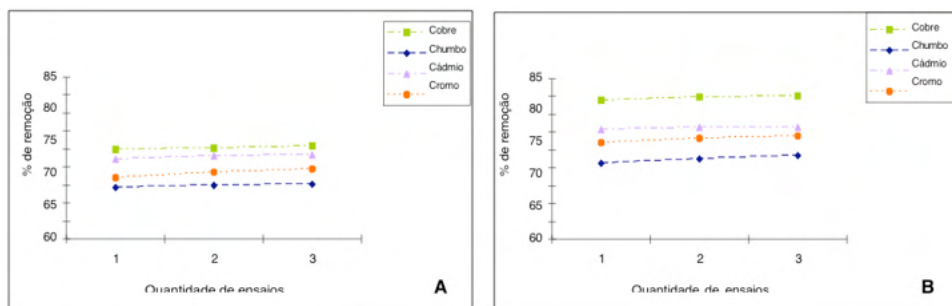 Cobre
Chumbo
Cádmio
Cromo
% de remoção
85
80
75
70
65
60
1 2 3
Quantidade de ensaios
A
Cobre
Chumbo
Cádmio
Cromo
% de remoção
85
80
75
70
65
60
1 2 3
Quantidade de ensaios
B